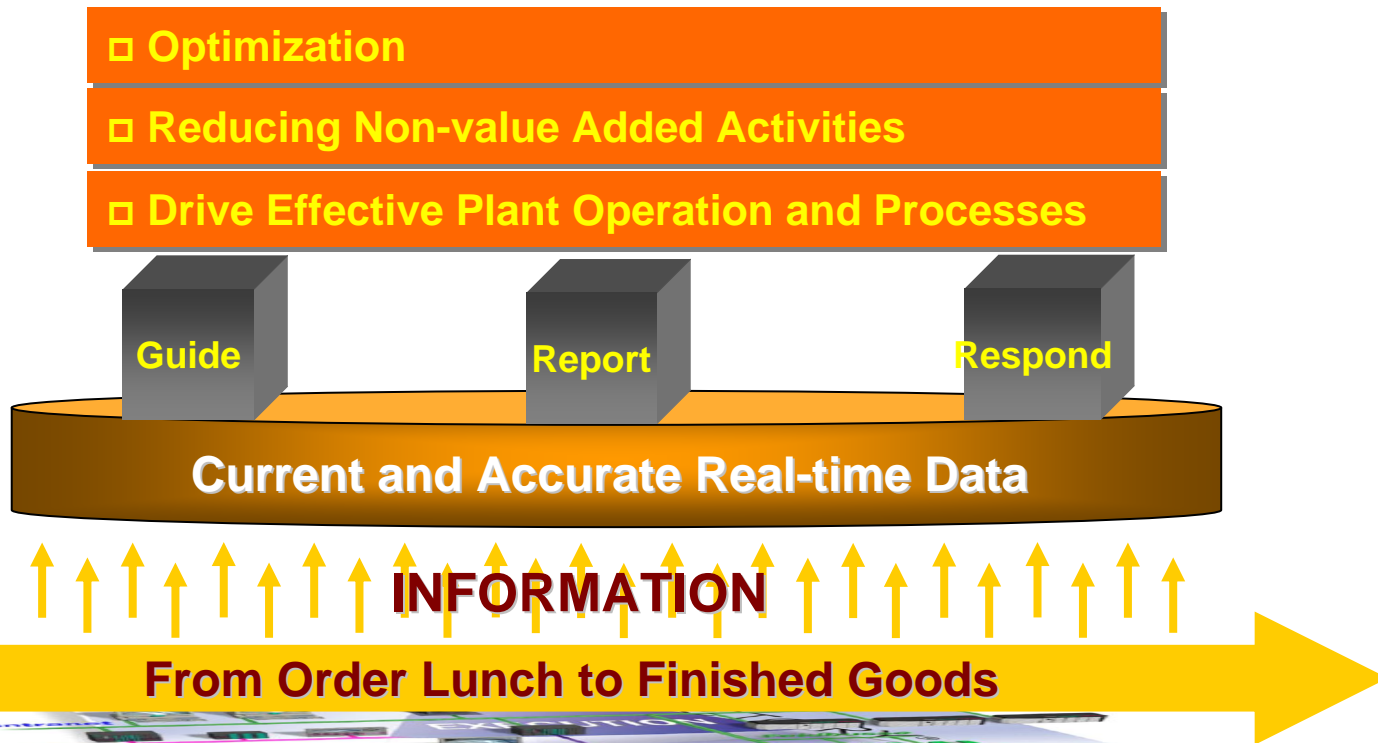 Optimization
Reducing Non-value Added Activities
Drive Effective Plant Operation and Processes
Guide
Report
Respond
Current and Accurate Real-time Data
INFORMATION
From Order Lunch to Finished Goods
EXECUTION